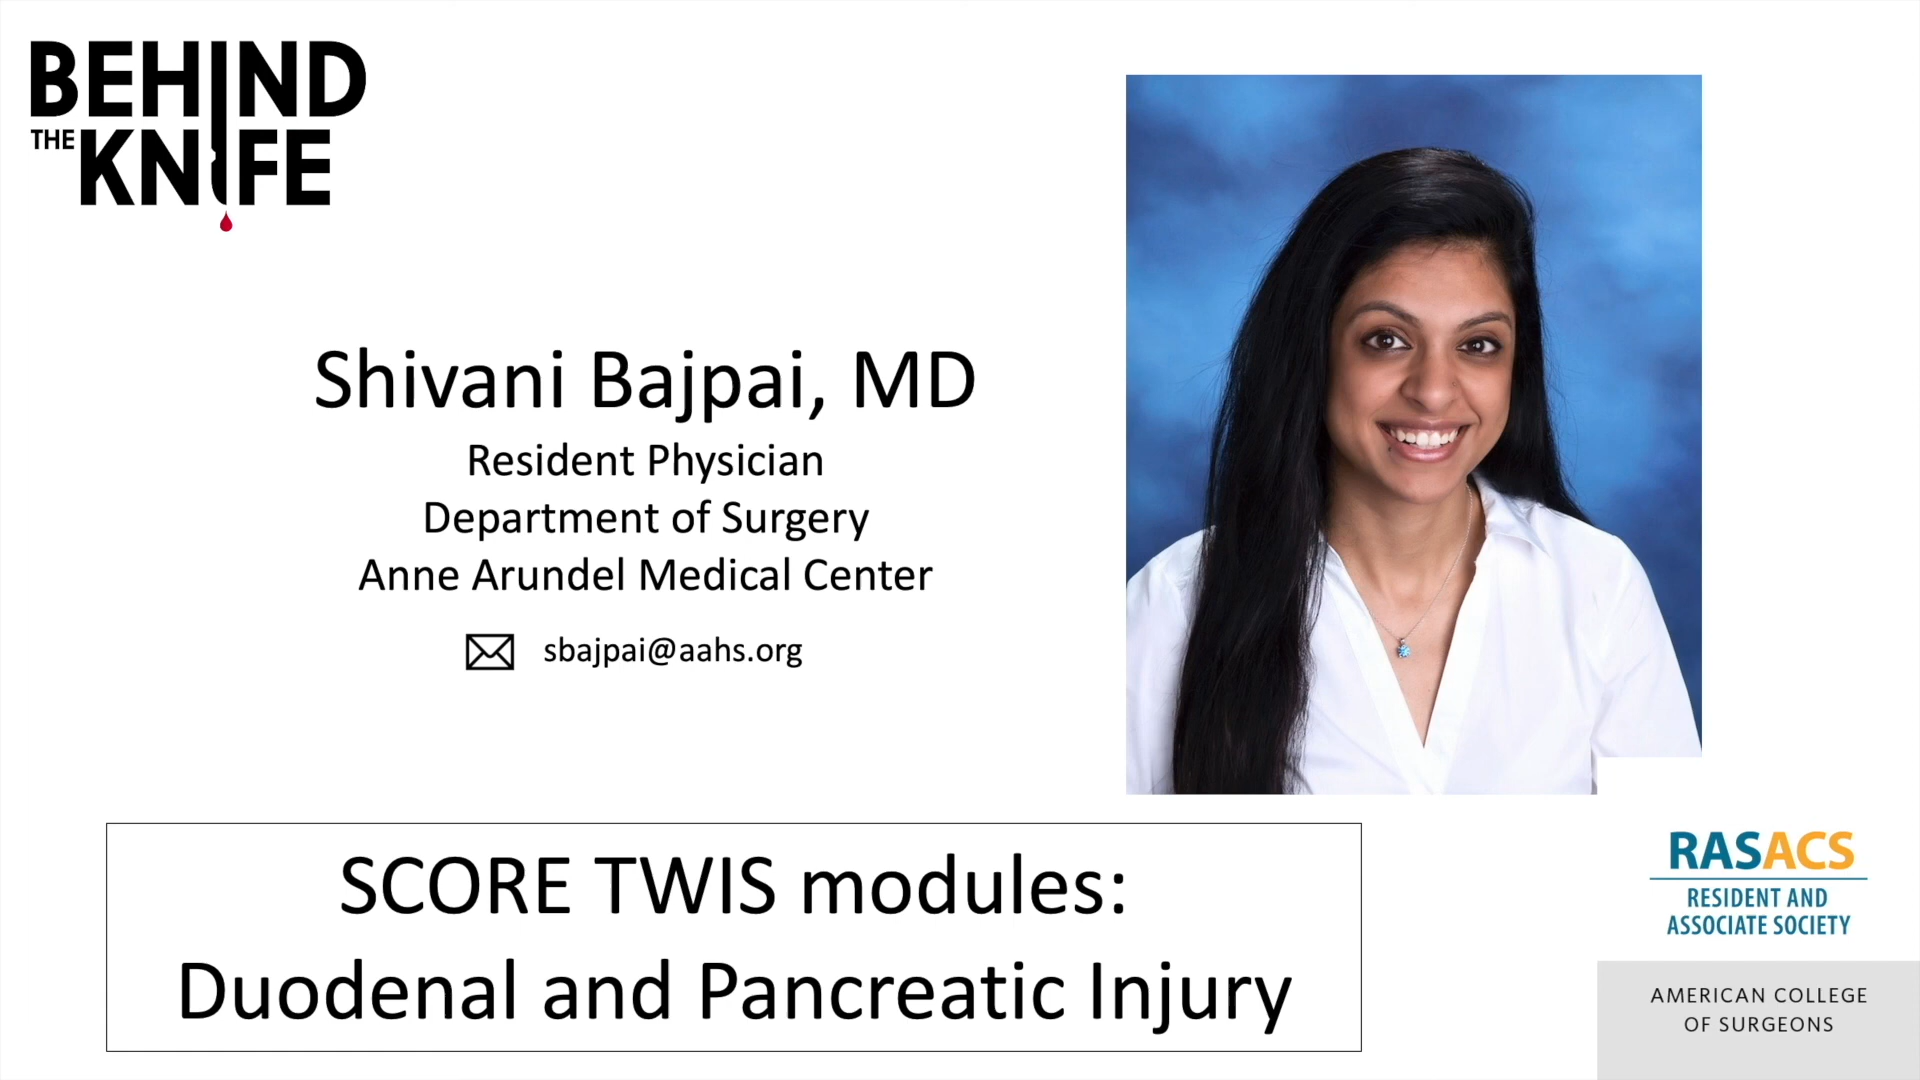 BEHIND
THE KNIFE
Shivani Bajpai, MD
Resident Physician
Department of Surgery
Anne Arundel Medical Center
sbajpai@aahs.org
SCORE TWIS modules:
Duodenal and Pancreatic Injury
RASACS
RESIDENT AND
ASSOCIATE SOCIETY
AMERICAN COLLEGE
OF SURGEONS